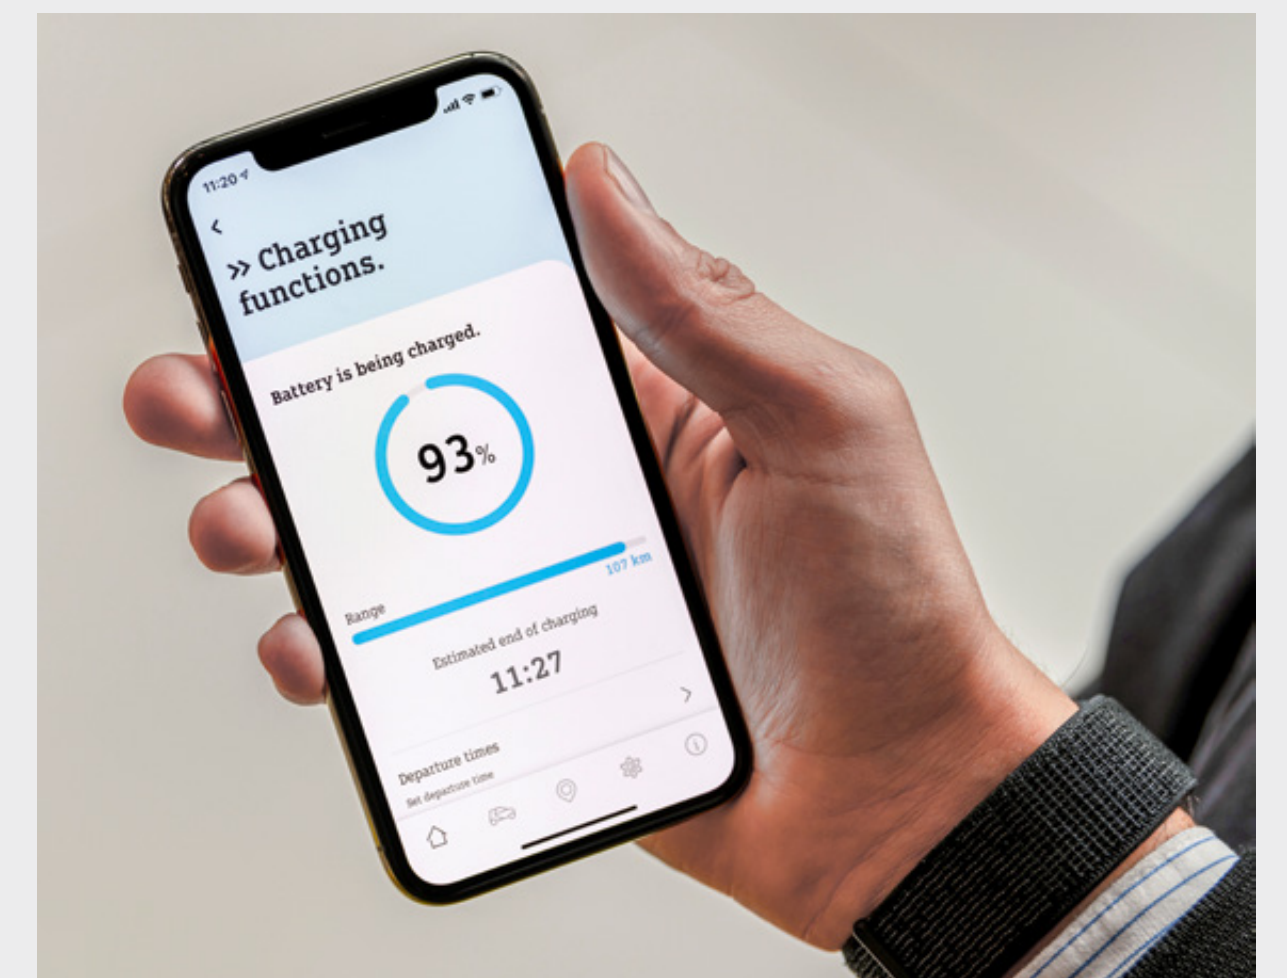 11:20
» Charging
functions.
Battery is being charged.
93%
Range
107 km
Estimated end of charging
11:27
Departure times
Set departure time